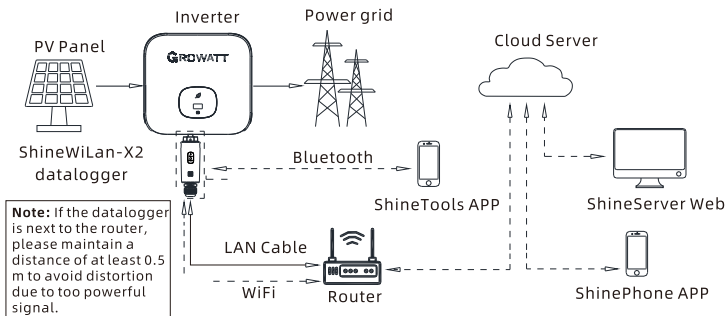 Inverter
Power grid
PV Panel
Cloud Server
GROWATT
ShineWiLan-X2
datalogger
Bluetooth
ShineTools APP
ShineServer Web
Note: If the datalogger
is next to the router,
please maintain a
distance of at least 0.5
m to avoid distortion
due to too powerful
signal.
LAN Cable
WiFi
Router
ShinePhone APP